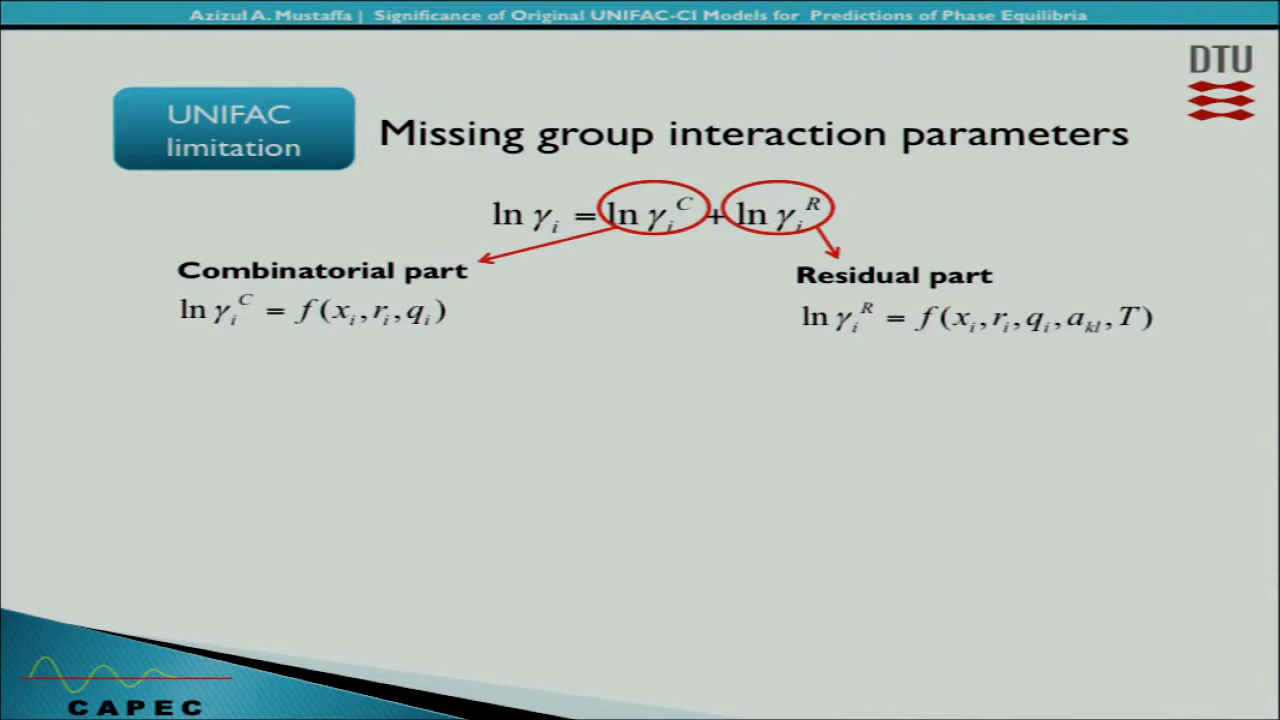 Azizul A. Mustaffa | Significance of Original UNIFAC-CI Models for Predictions of Phase Equilibria
DTU
UNIFAC
limitation
Missing group interaction parameters
ln γᵢ = ln γᵢ^C + ln γᵢ^R
Combinatorial part
ln γᵢ^C = f(xᵢ, rᵢ, qᵢ)
Residual part
ln γᵢ^R = f(xᵢ, rᵢ, qᵢ, aₖₗ, T)
CAPEC